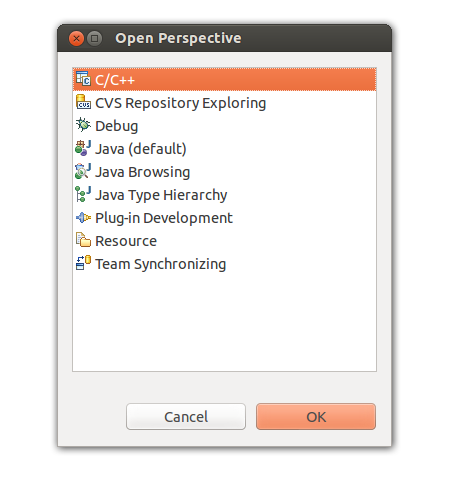 Open Perspective
C/C++
CVS Repository Exploring
Debug
Java (default)
Java Browsing
Java Type Hierarchy
Plug-in Development
Resource
Team Synchronizing
Cancel
OK